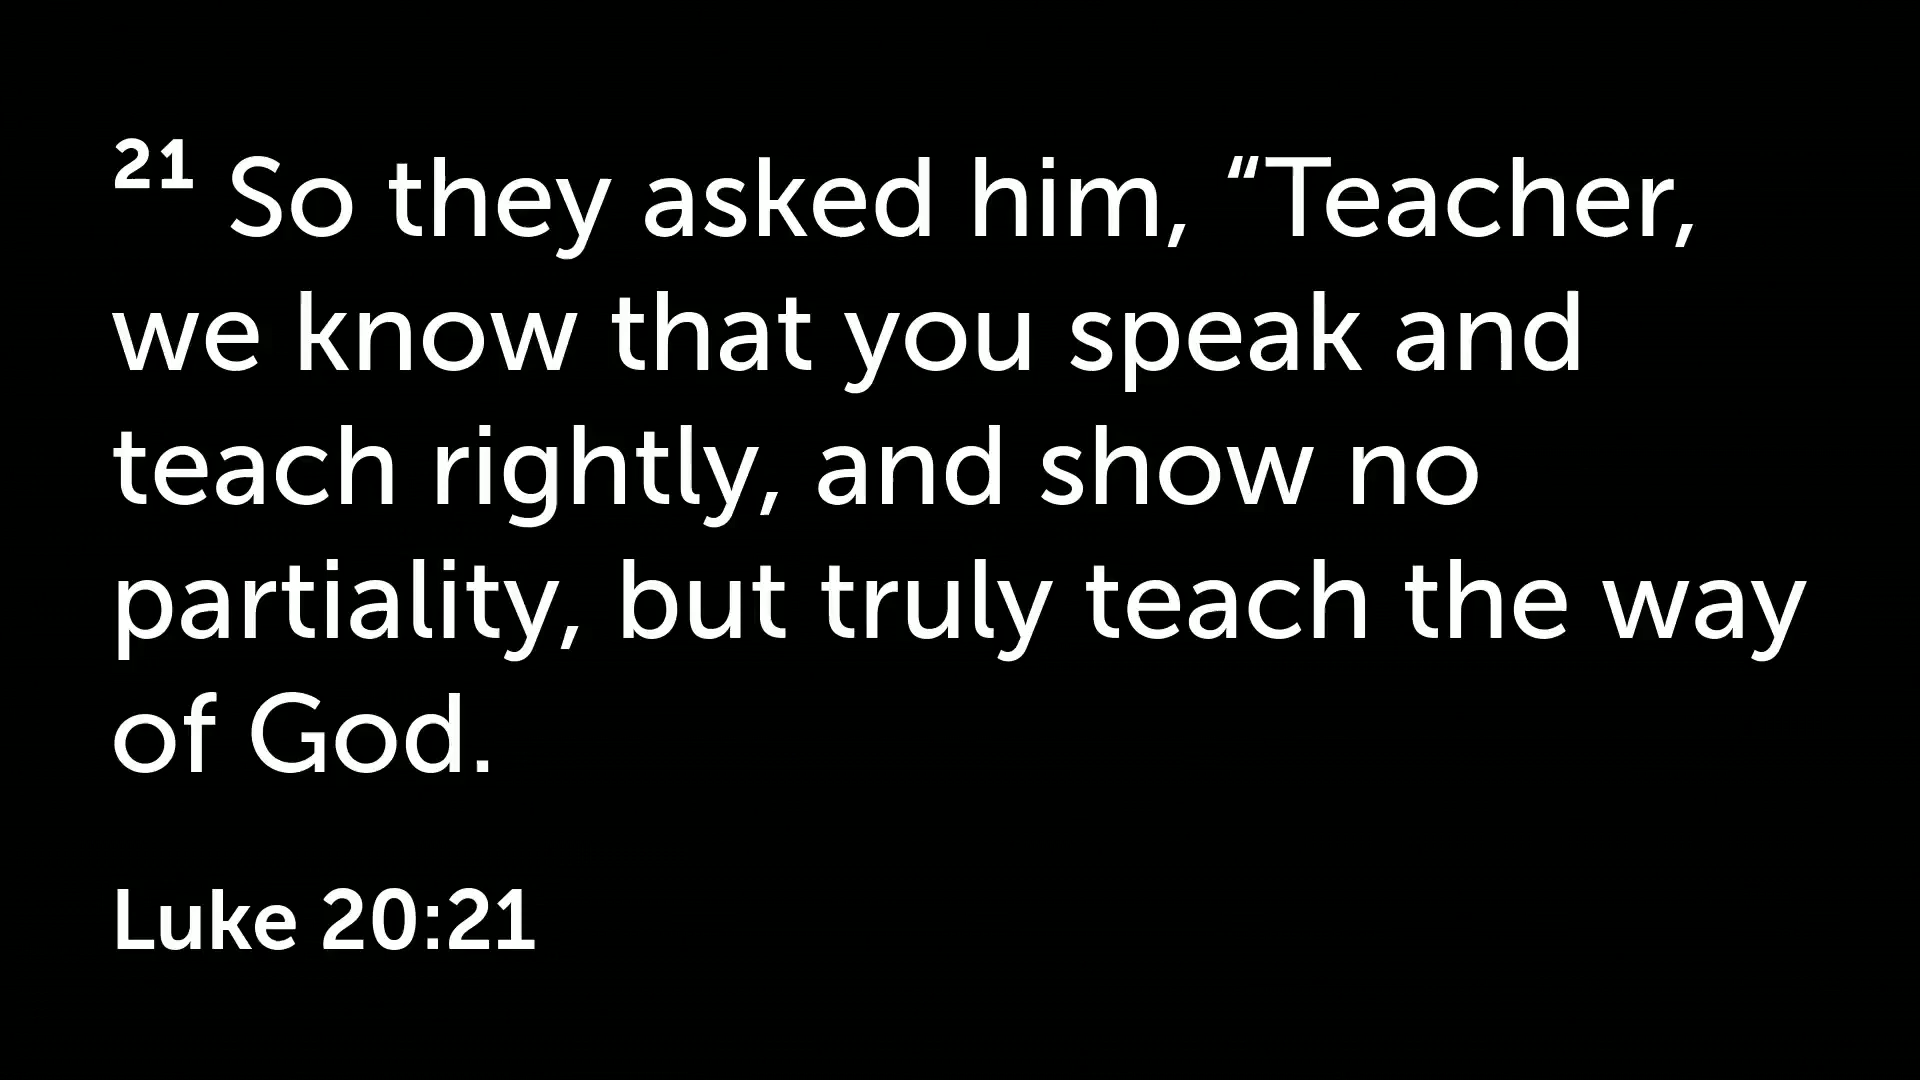 21 So they asked him, “Teacher,
we know that you speak and
teach rightly, and show no
partiality, but truly teach the way
of God.
Luke 20:21